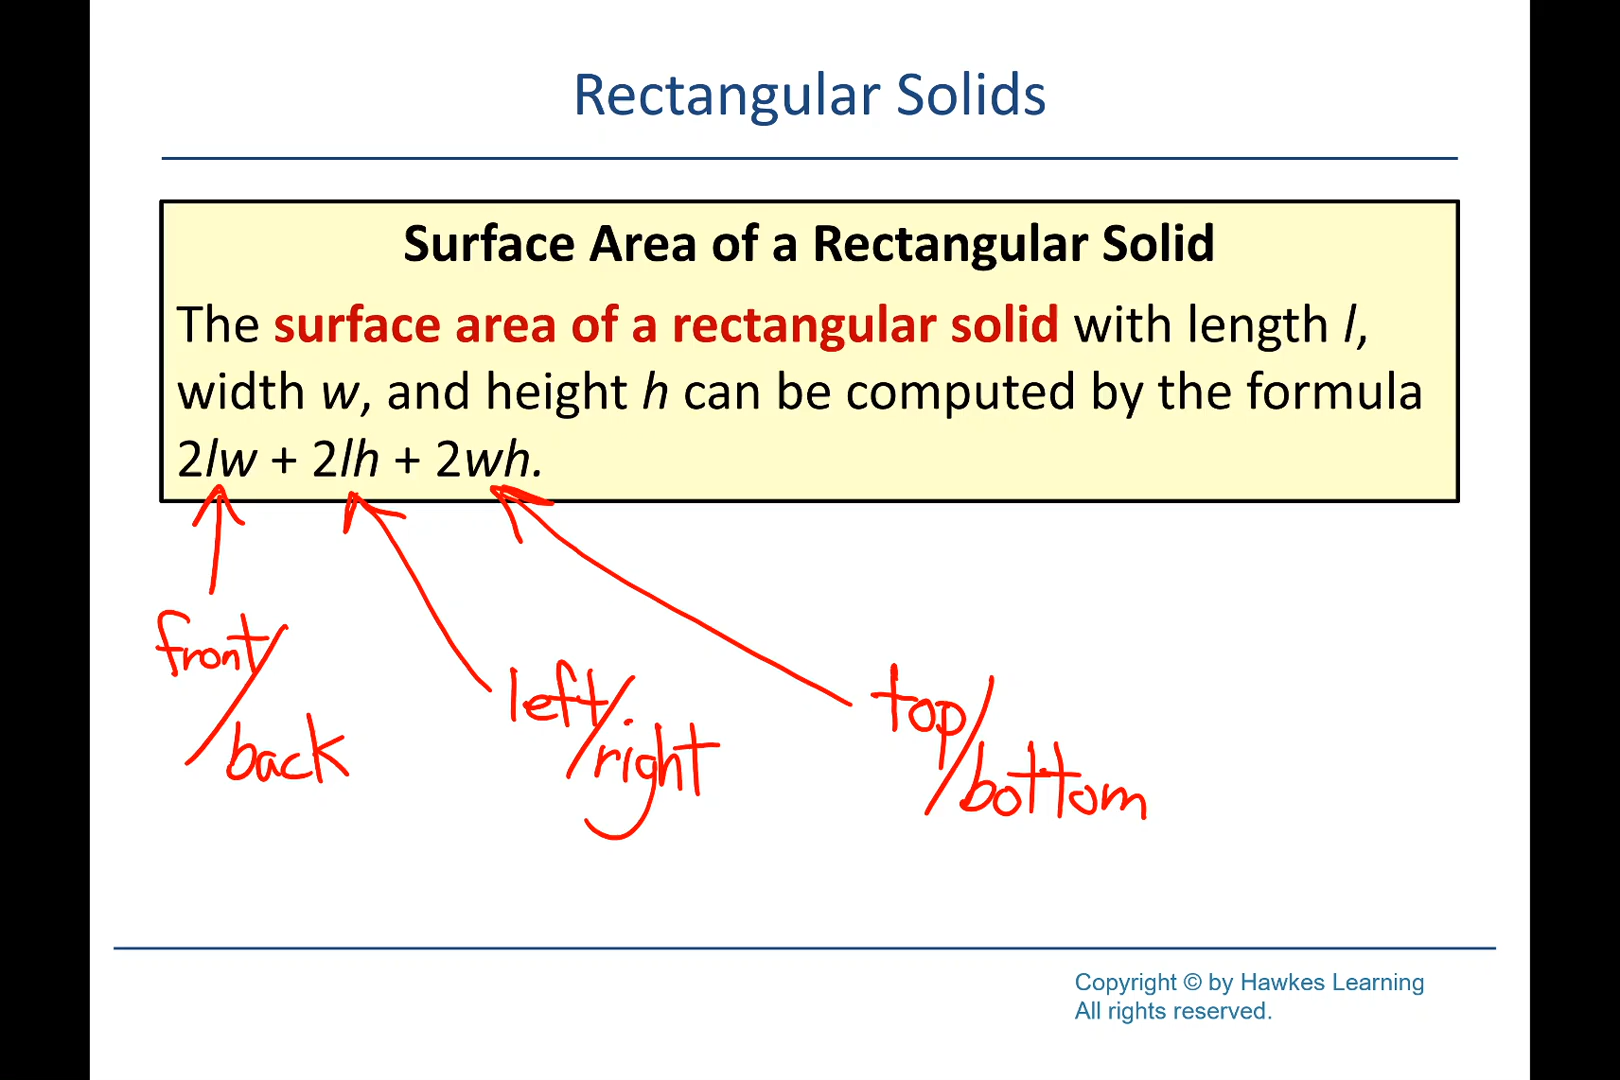 Rectangular Solids
Surface Area of a Rectangular Solid
The surface area of a rectangular solid with length l,
width w, and height h can be computed by the formula
2lw + 2lh + 2wh.
front/
back
left/
right
top/
bottom
Copyright © by Hawkes Learning
All rights reserved.